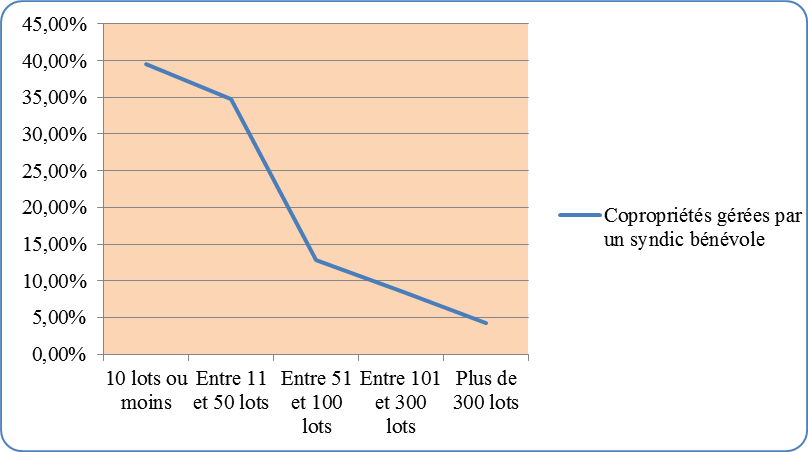 45,00%
40,00%
35,00%
30,00%
25,00%
20,00%
15,00%
10,00%
5,00%
0,00%
10 lots ou
moins
Entre 11
et 50 lots
Entre 51
et 100
lots
Entre 101
et 300
lots
Plus de
300 lots
Copropriétés gérées par
un syndic bénévole